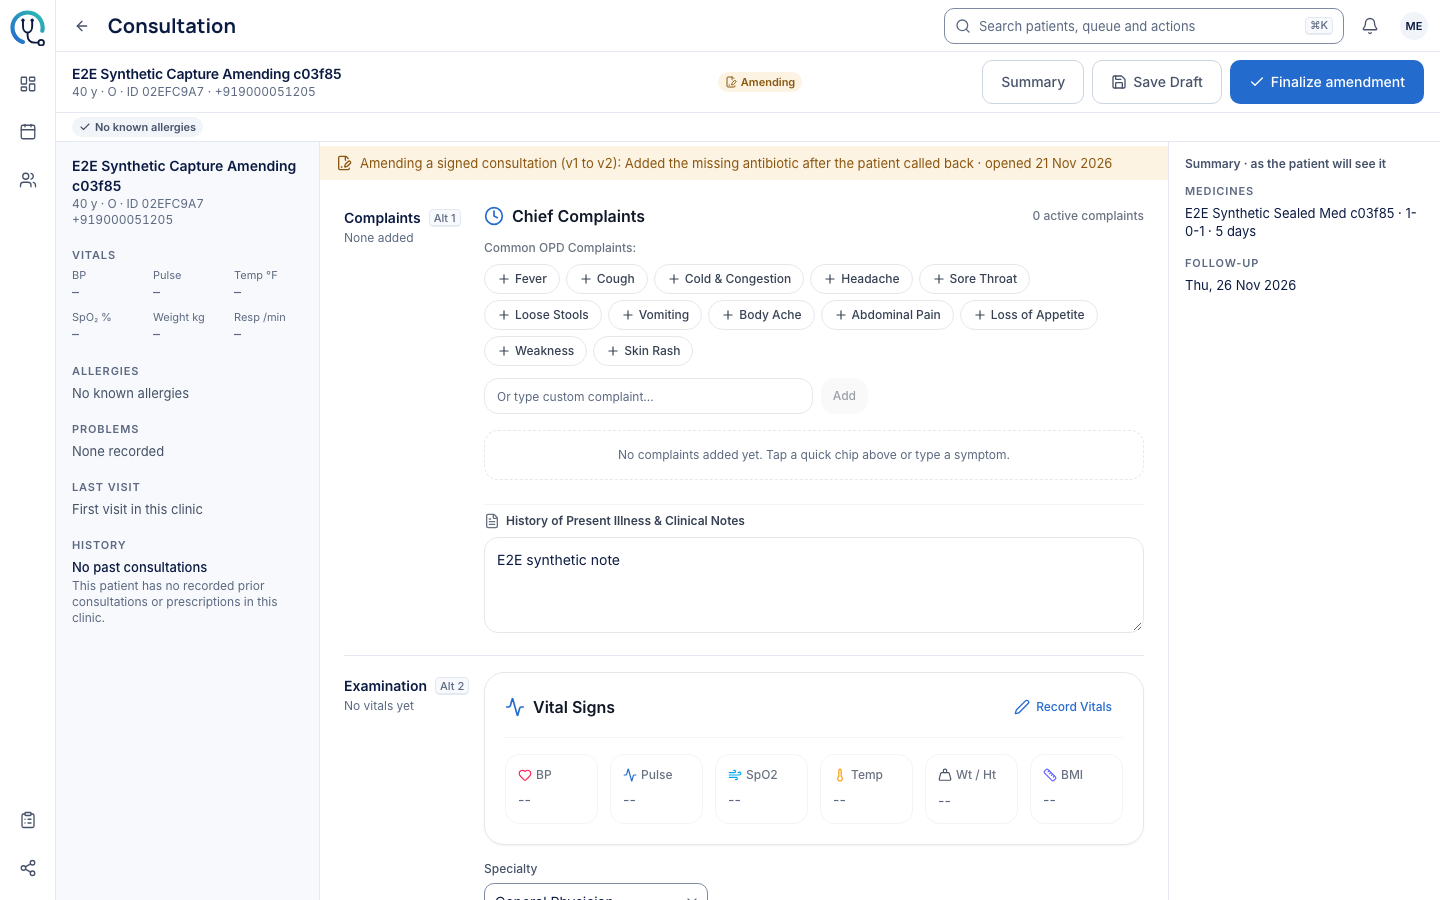 Consultation
Search patients, queue and actions
⌘K
ME
E2E Synthetic Capture Amending c03f85
40 y · O · ID 02EFC9A7 · +919000051205
Amending
Summary
Save Draft
Finalize amendment
No known allergies
E2E Synthetic Capture Amending
c03f85
40 y · O · ID 02EFC9A7
+919000051205
VITALS
BP
Pulse
Temp °F
–
–
–
SpO₂ %
Weight kg
Resp /min
–
–
–
ALLERGIES
No known allergies
PROBLEMS
None recorded
LAST VISIT
First visit in this clinic
HISTORY
No past consultations
This patient has no recorded prior
consultations or prescriptions in this
clinic.
Amending a signed consultation (v1 to v2): Added the missing antibiotic after the patient called back · opened 21 Nov 2026
Complaints
Alt 1
None added
Chief Complaints
0 active complaints
Common OPD Complaints:
Fever
Cough
Cold & Congestion
Headache
Sore Throat
Loose Stools
Vomiting
Body Ache
Abdominal Pain
Loss of Appetite
Weakness
Skin Rash
Or type custom complaint...
Add
No complaints added yet. Tap a quick chip above or type a symptom.
History of Present Illness & Clinical Notes
E2E synthetic note
Examination
Alt 2
No vitals yet
Vital Signs
Record Vitals
BP
--
Pulse
--
SpO2
--
Temp
--
Wt / Ht
--
BMI
--
Specialty
General Physician
Summary · as the patient will see it
MEDICINES
E2E Synthetic Sealed Med c03f85 · 1-
0-1 · 5 days
FOLLOW-UP
Thu, 26 Nov 2026